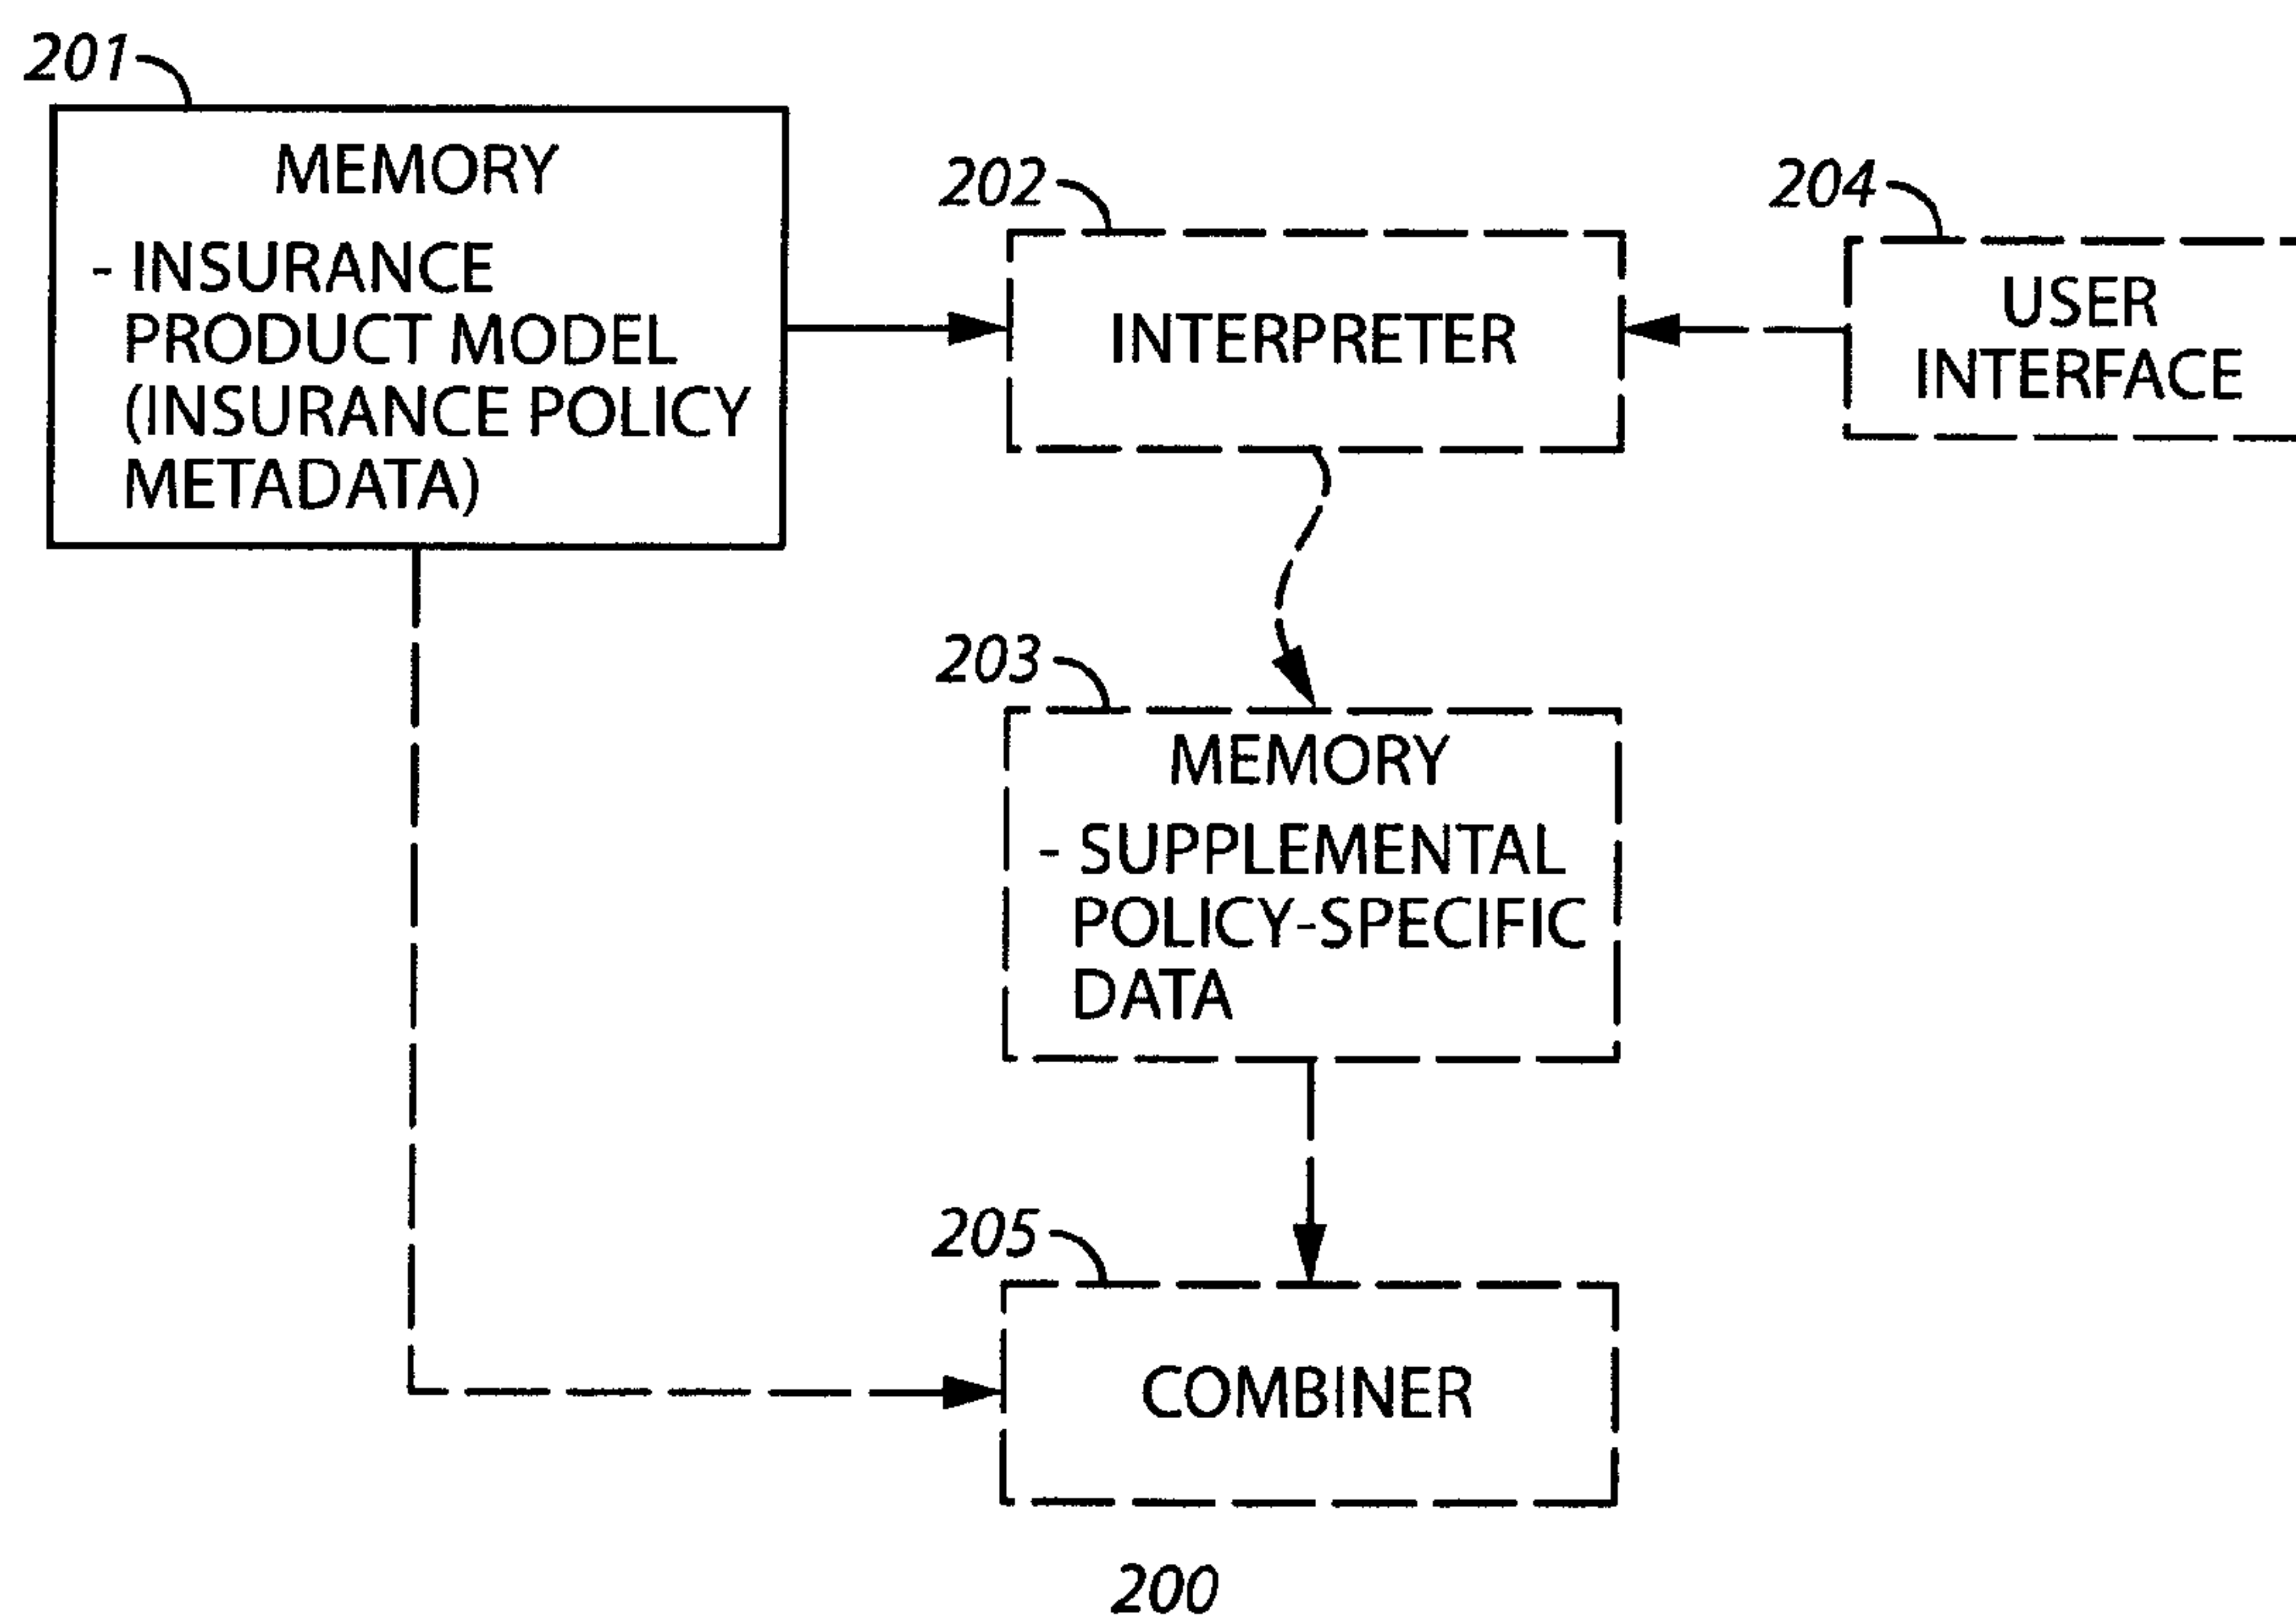 201
MEMORY
- INSURANCE
PRODUCT MODEL
(INSURANCE POLICY
METADATA)
202
INTERPRETER
204
USER
INTERFACE
203
MEMORY
- SUPPLEMENTAL
POLICY-SPECIFIC
DATA
205
COMBINER
200